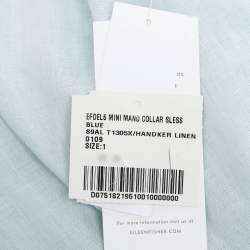 EFDEL6 MINI MAND COLLAR SLESS
BLUE
S9AL T1305X/HANDKER LINEN
0109
SIZE:1
D07518219510010000000
FOR MORE INFORMATION
VISIT US AT
EILEENFISHER.COM